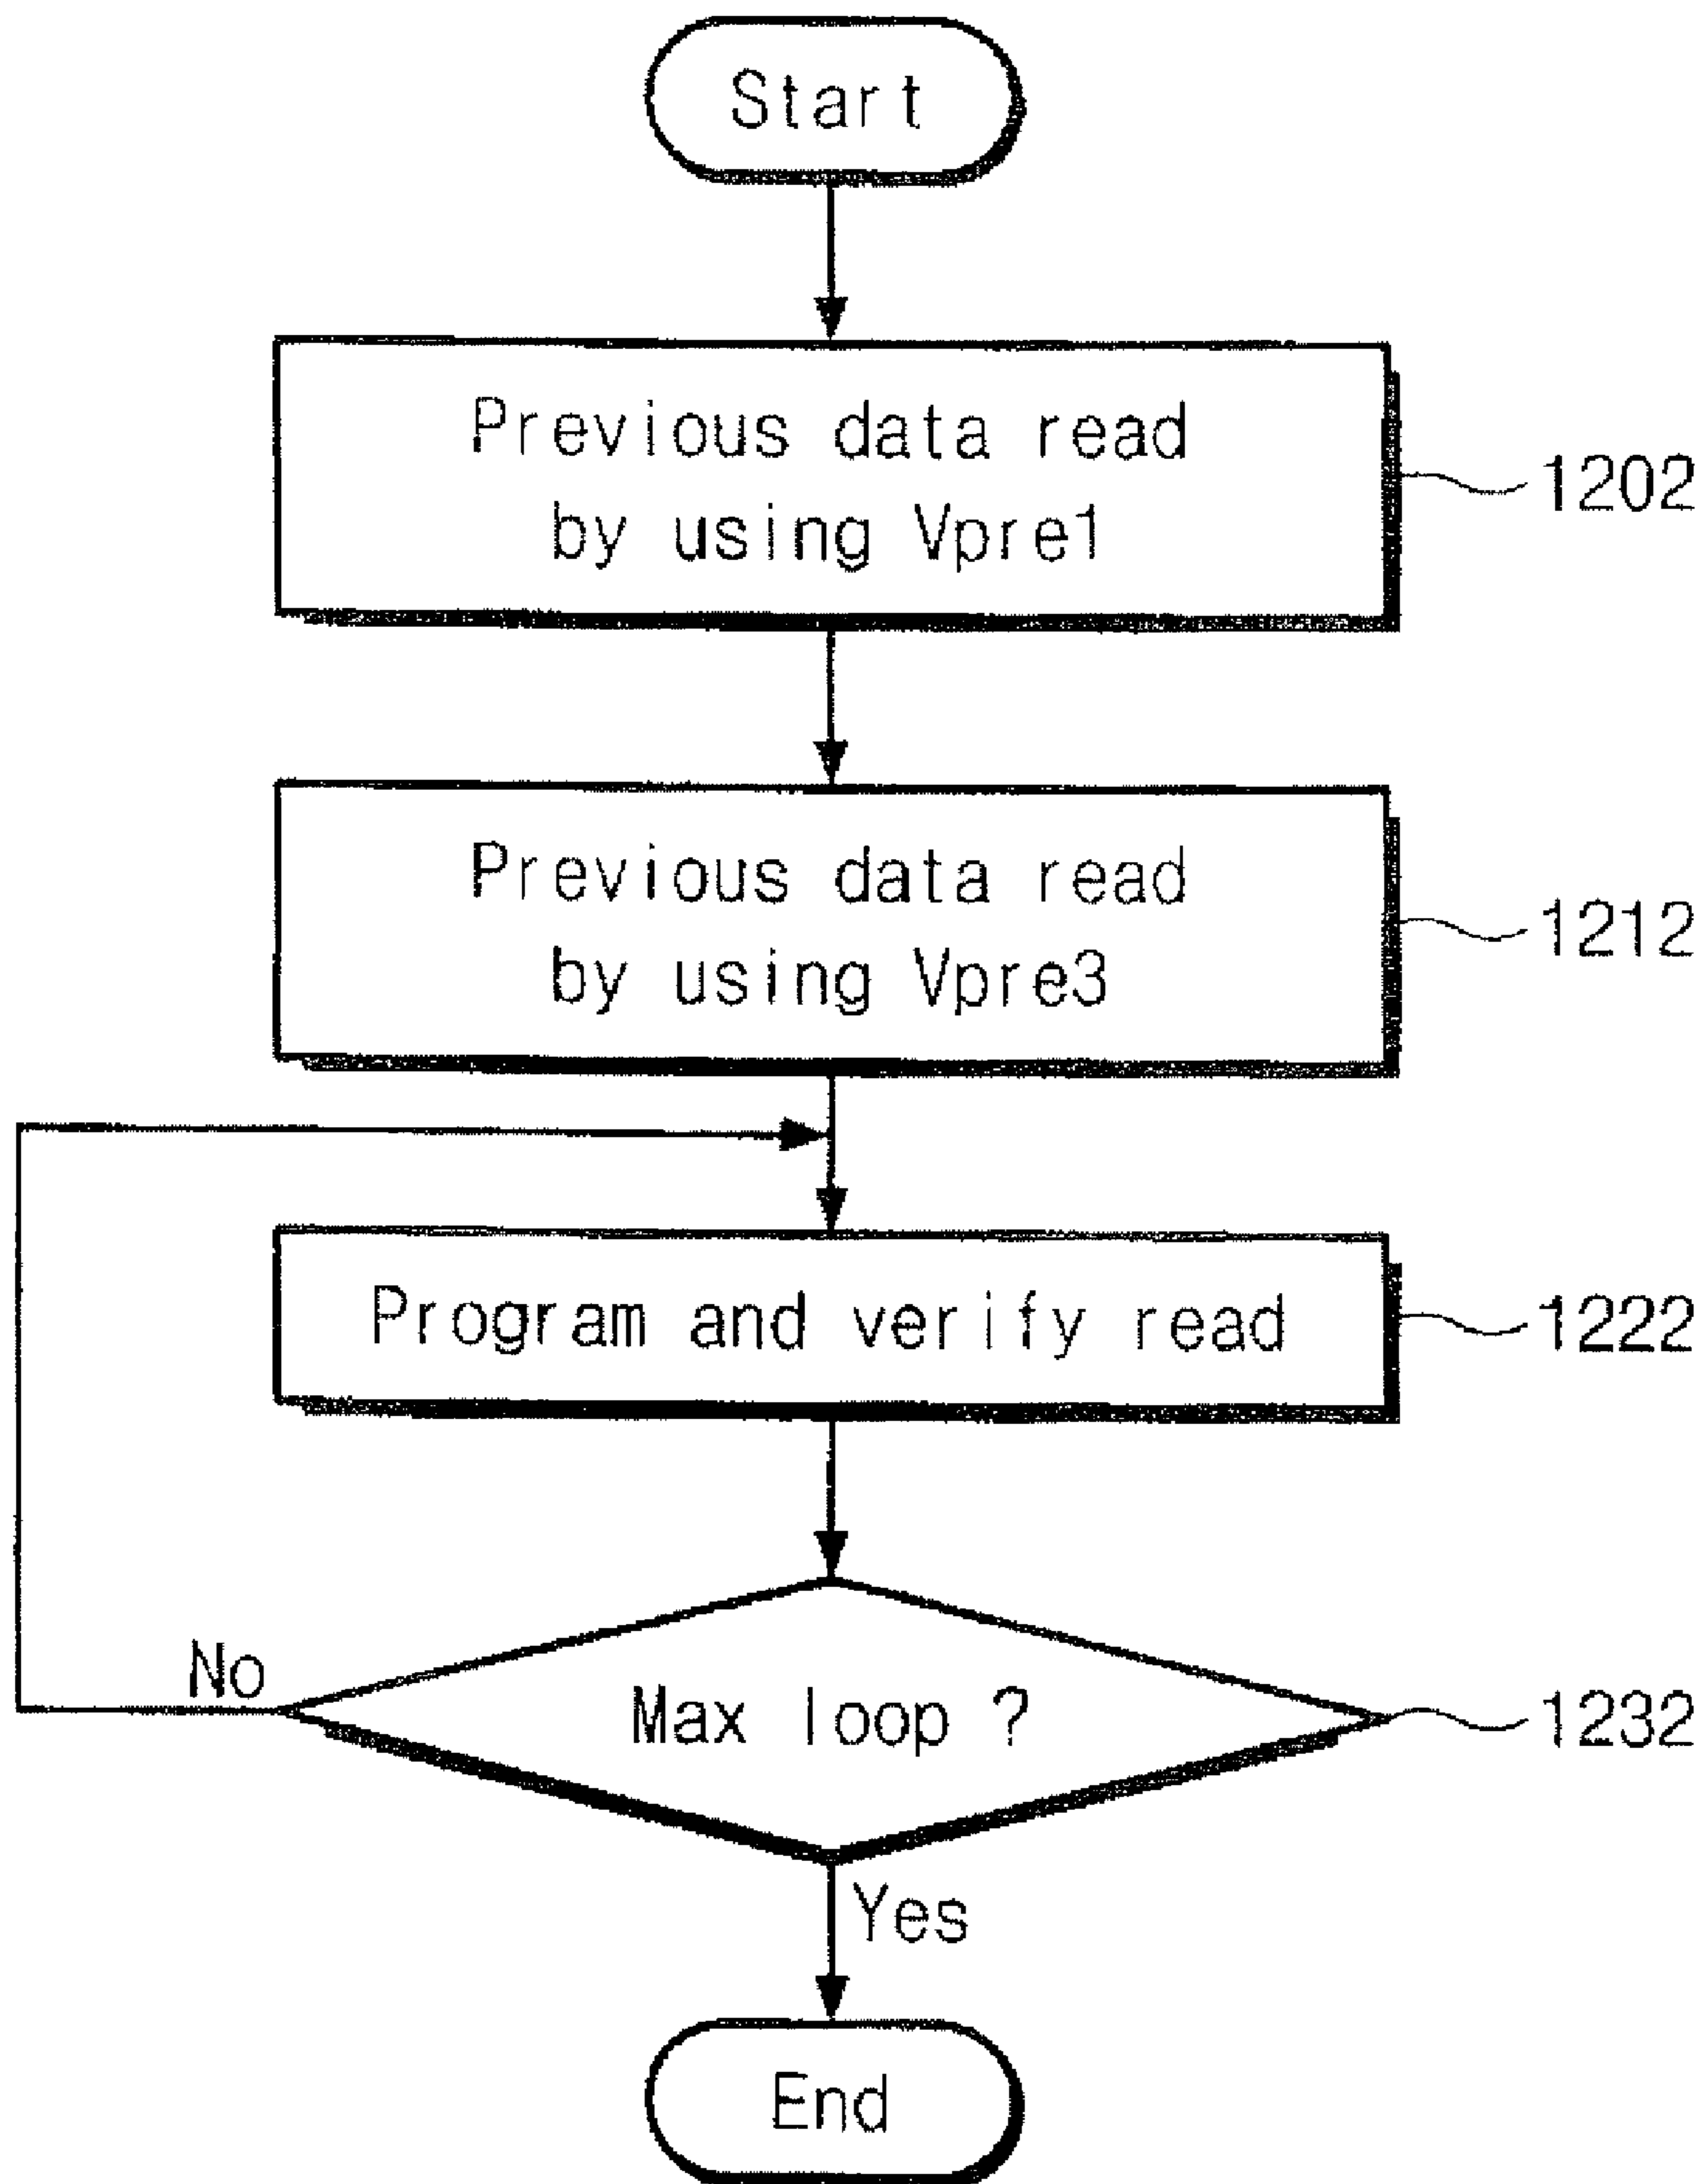 Start
Previous data read
by using Vpre1
1202
Previous data read
by using Vpre3
1212
Program and verify read
1222
No
Max loop ?
1232
Yes
End